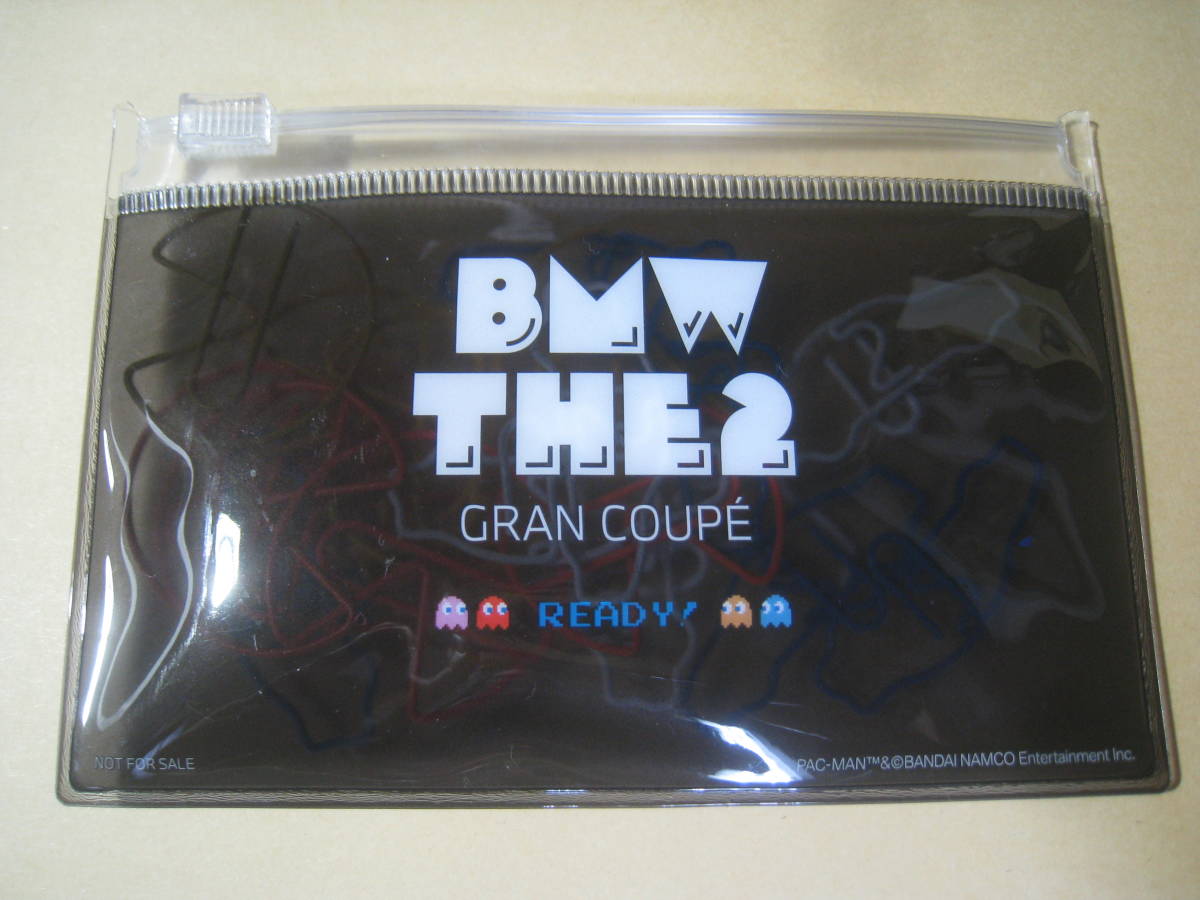 BMW
THE2
GRAN COUPÉ
READY!
NOT FOR SALE
PAC-MAN™&©BANDAI NAMCO Entertainment Inc.